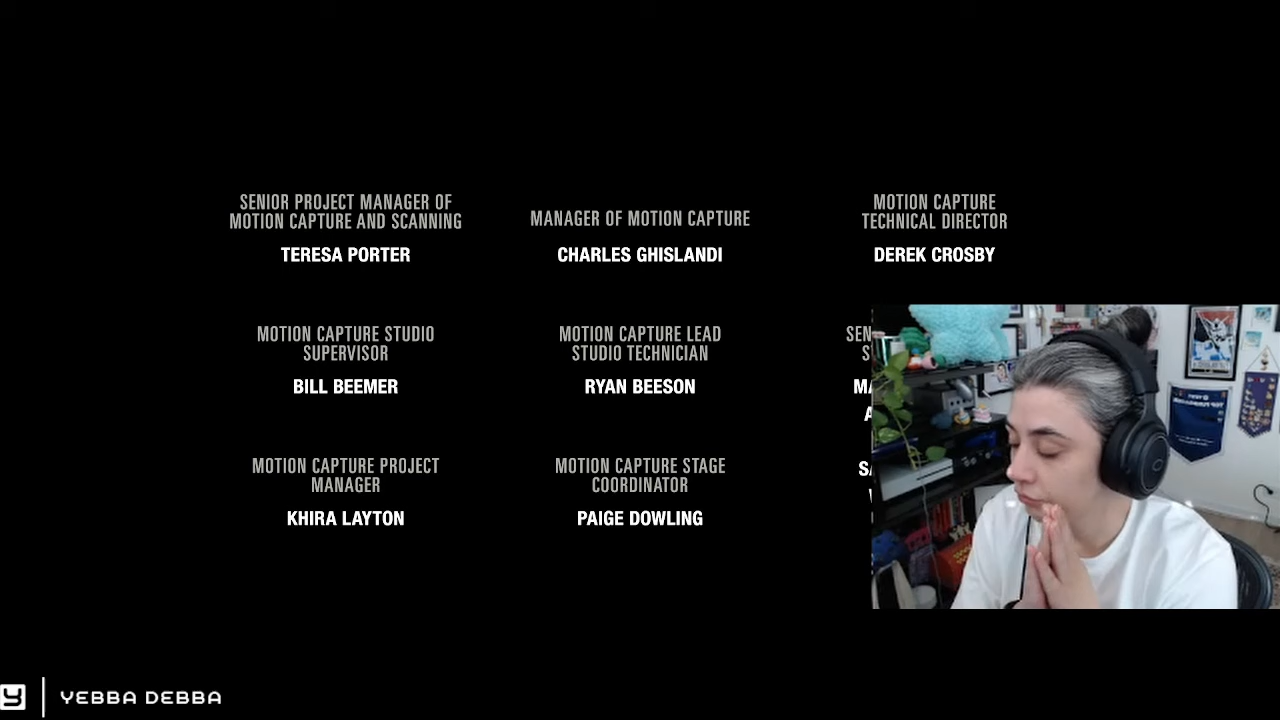 SENIOR PROJECT MANAGER OF
MOTION CAPTURE AND SCANNING
TERESA PORTER
MANAGER OF MOTION CAPTURE
CHARLES GHISLANDI
MOTION CAPTURE
TECHNICAL DIRECTOR
DEREK CROSBY
MOTION CAPTURE STUDIO
SUPERVISOR
BILL BEEMER
MOTION CAPTURE LEAD
STUDIO TECHNICIAN
RYAN BEESON
MOTION CAPTURE PROJECT
MANAGER
KHIRA LAYTON
MOTION CAPTURE STAGE
COORDINATOR
PAIGE DOWLING
YEBBA DEBBA